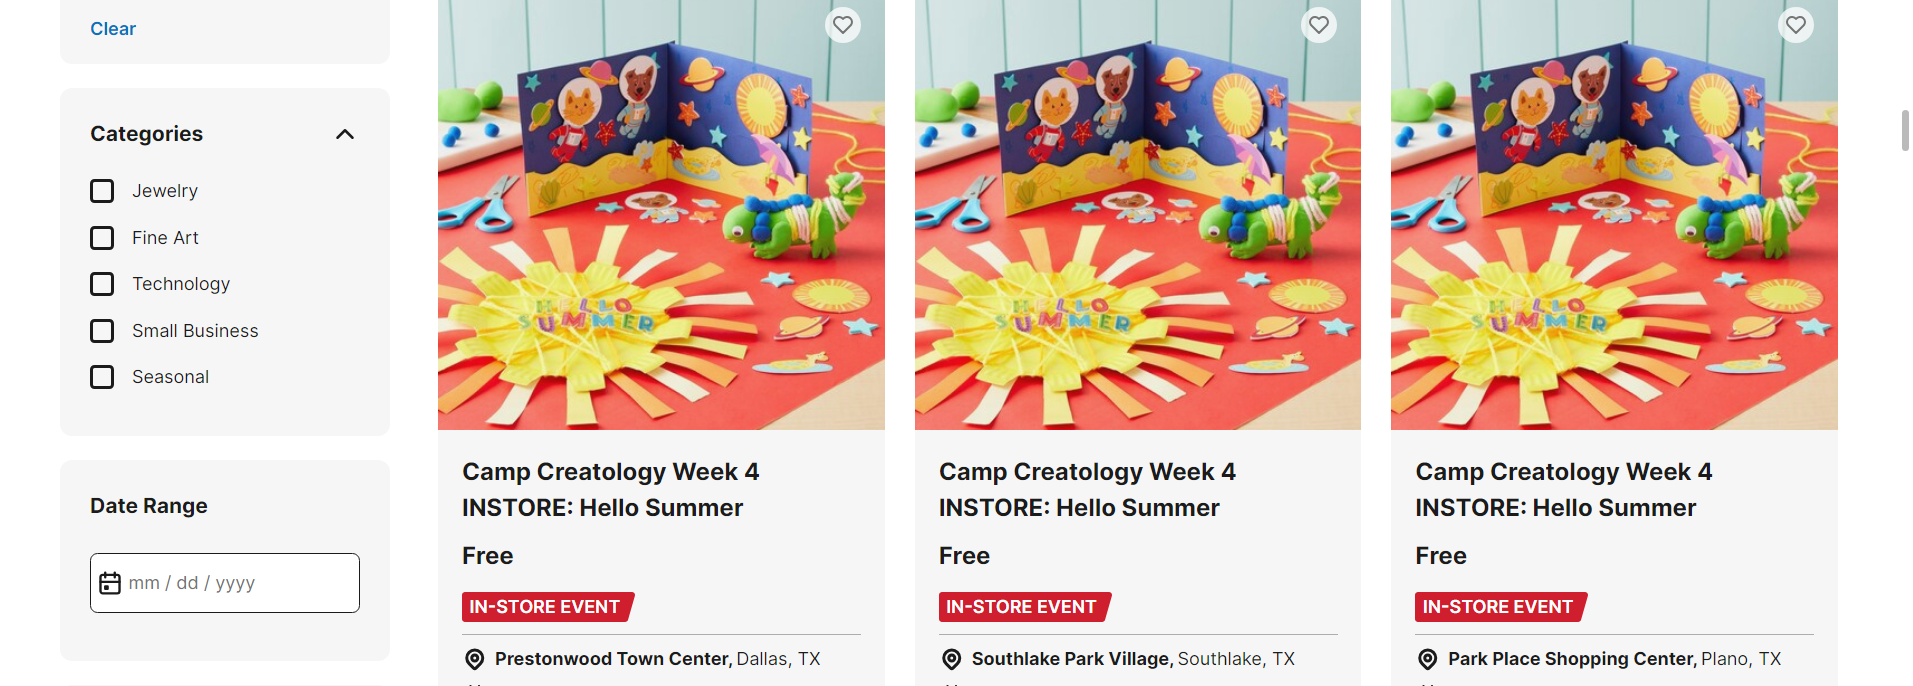 Clear
Categories
Jewelry
Fine Art
Technology
Small Business
Seasonal
Date Range
mm / dd / yyyy
HELLO
SUMMER
Camp Creatology Week 4
INSTORE: Hello Summer
Free
IN-STORE EVENT
Prestonwood Town Center, Dallas, TX
HELLO
SUMMER
Camp Creatology Week 4
INSTORE: Hello Summer
Free
IN-STORE EVENT
Southlake Park Village, Southlake, TX
HELLO
SUMMER
Camp Creatology Week 4
INSTORE: Hello Summer
Free
IN-STORE EVENT
Park Place Shopping Center, Plano, TX